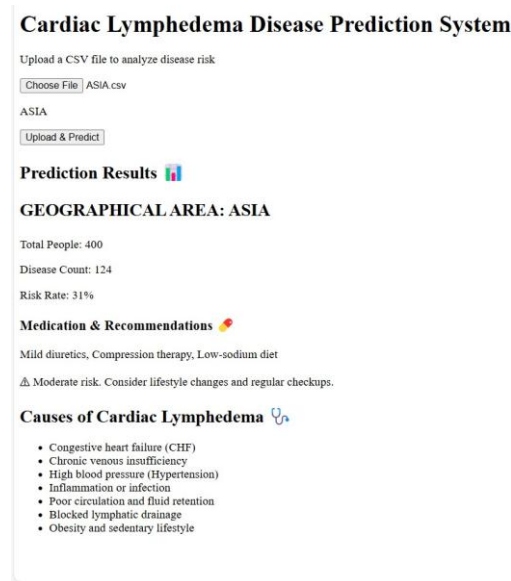 Cardiac Lymphedema Disease Prediction System
Upload a CSV file to analyze disease risk
Choose File ASIA.csv
ASIA
Upload & Predict
Prediction Results 📊
GEOGRAPHICAL AREA: ASIA
Total People: 400
Disease Count: 124
Risk Rate: 31%
Medication & Recommendations 💊
Mild diuretics, Compression therapy, Low-sodium diet
⚠ Moderate risk. Consider lifestyle changes and regular checkups.
Causes of Cardiac Lymphedema 🩺
• Congestive heart failure (CHF)
• Chronic venous insufficiency
• High blood pressure (Hypertension)
• Inflammation or infection
• Poor circulation and fluid retention
• Blocked lymphatic drainage
• Obesity and sedentary lifestyle